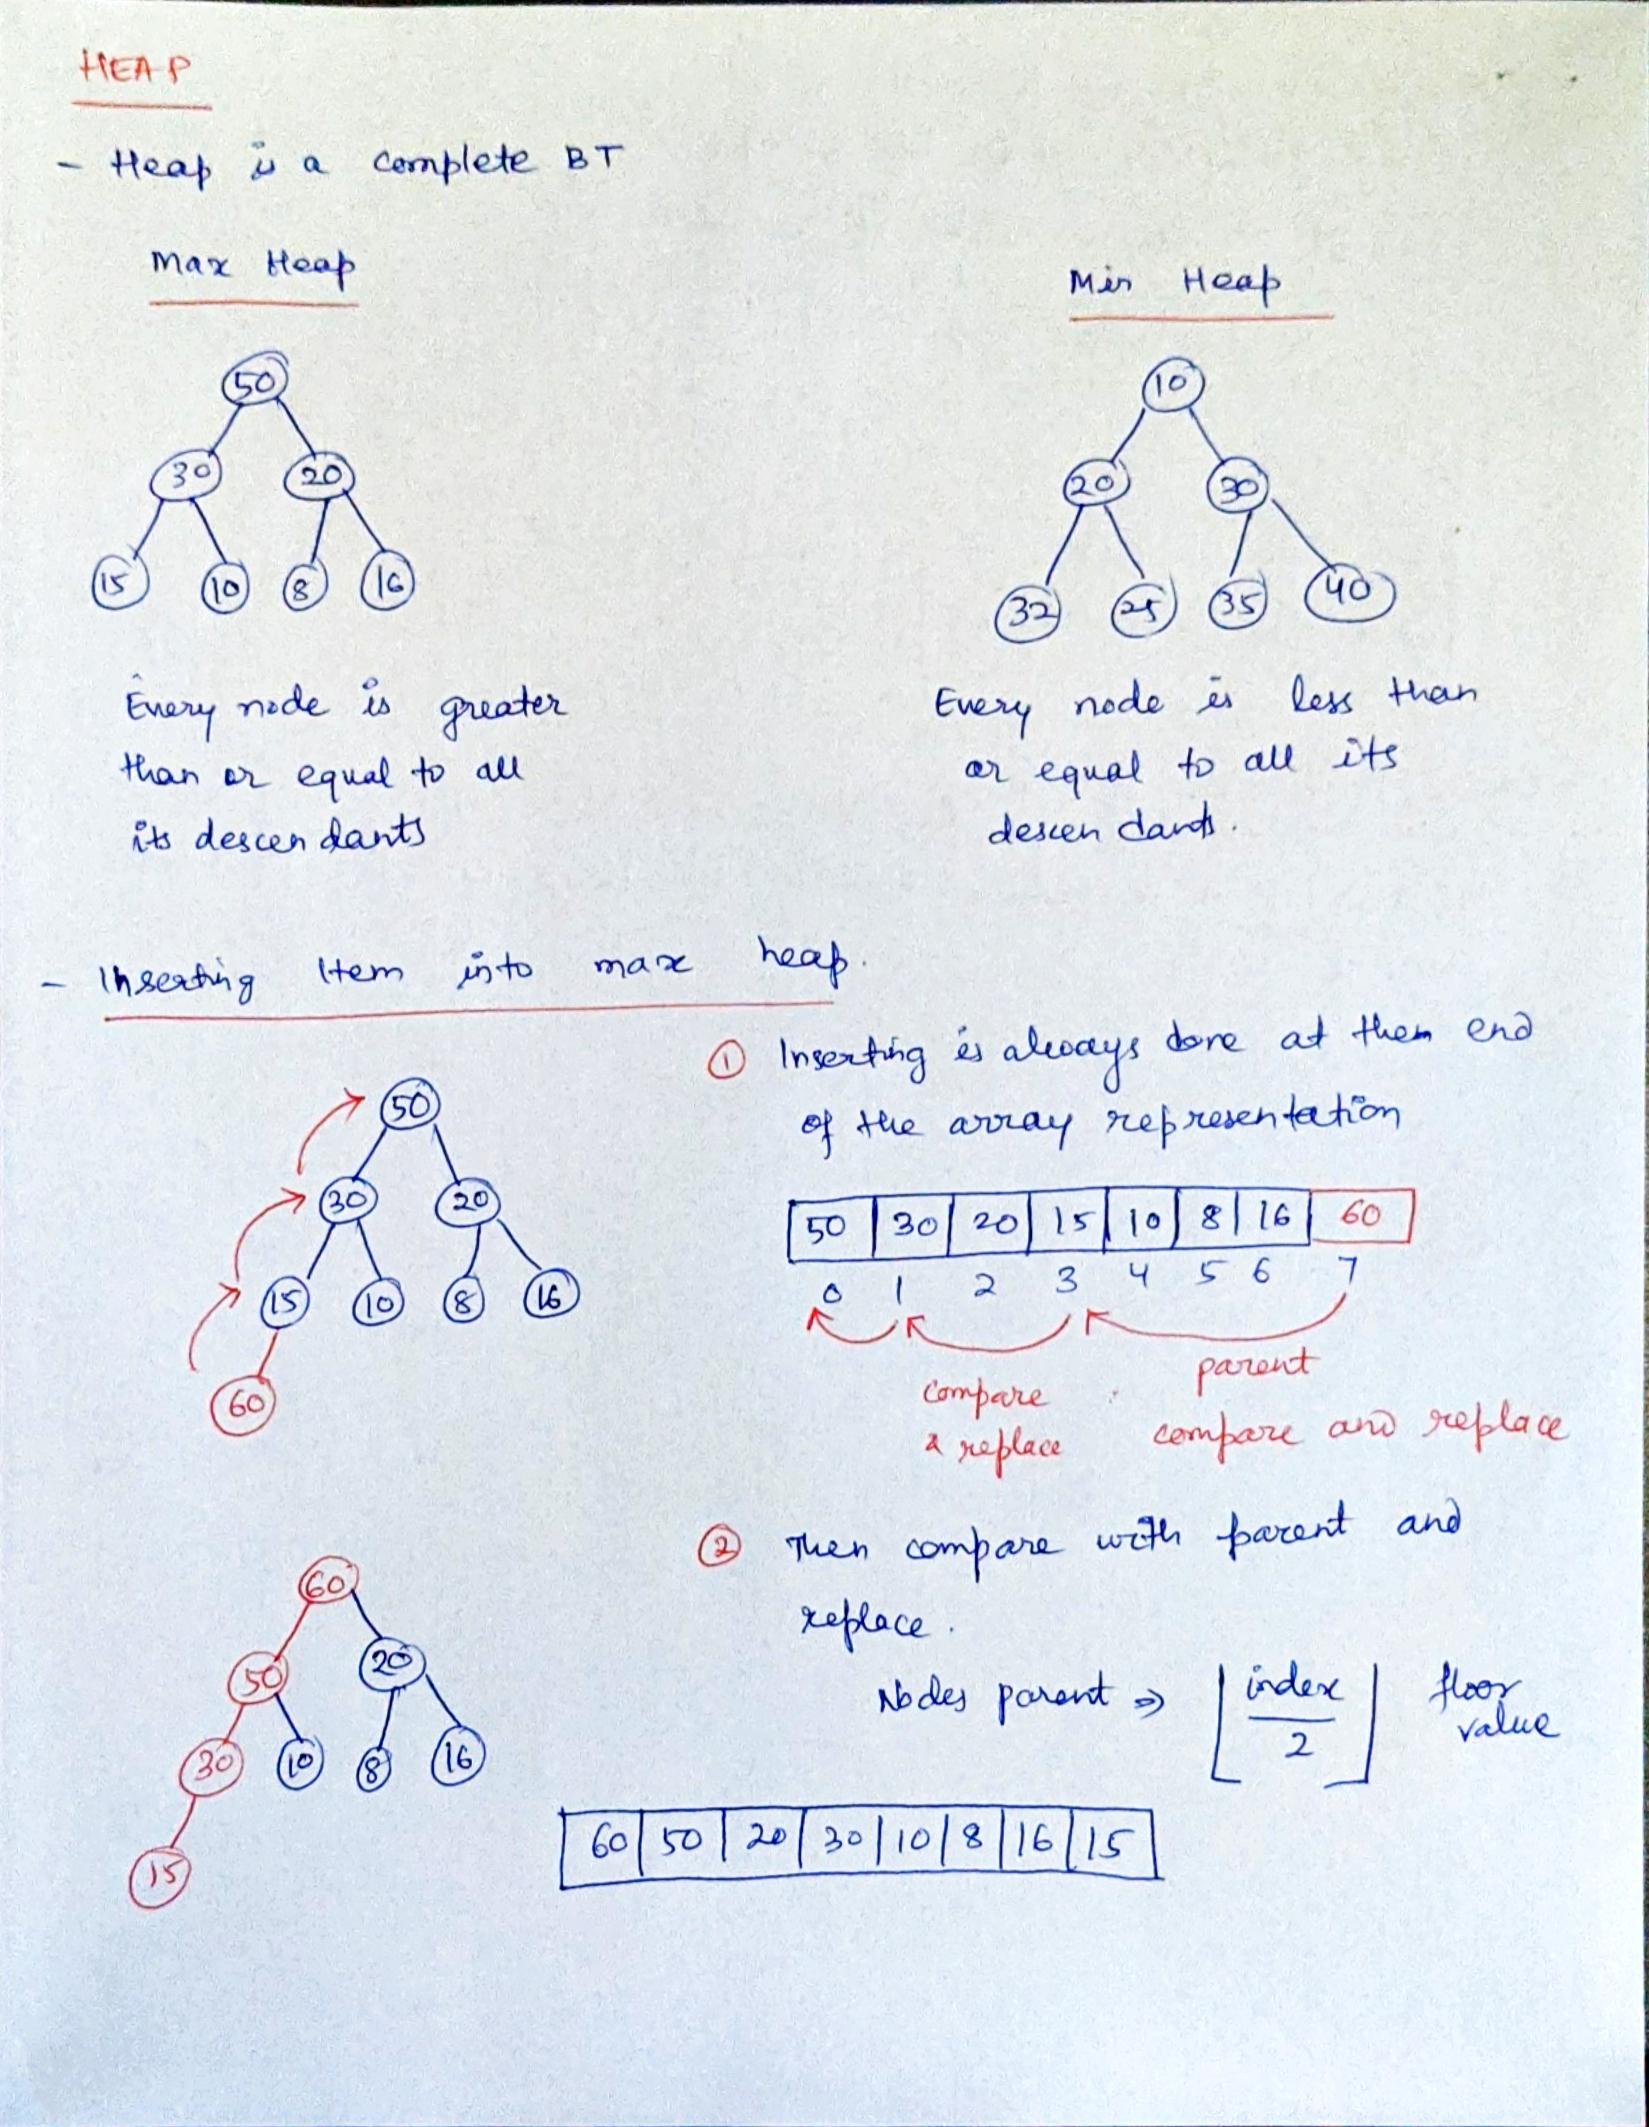 HEAP
- Heap is a complete BT
Max Heap
50
30 20
15 10 8 16
Every node is greater
than or equal to all
its descendants
Min Heap
10
20 30
32 25 35 40
Every node is less than
or equal to all its
descendants.
- Inserting Item into max heap.
50
30 20
15 10 8 16
60
① Inserting is always done at them end
of the array representation
50 30 20 15 10 8 16 60
0 1 2 3 4 5 6 7
compare
& replace
parent
compare and replace
60
50 20
30 10 8 16
15
② Then compare with parent and
replace.
Nodes parent ⇒ ⌊index/2⌋ floor
value
60 50 20 30 10 8 16 15